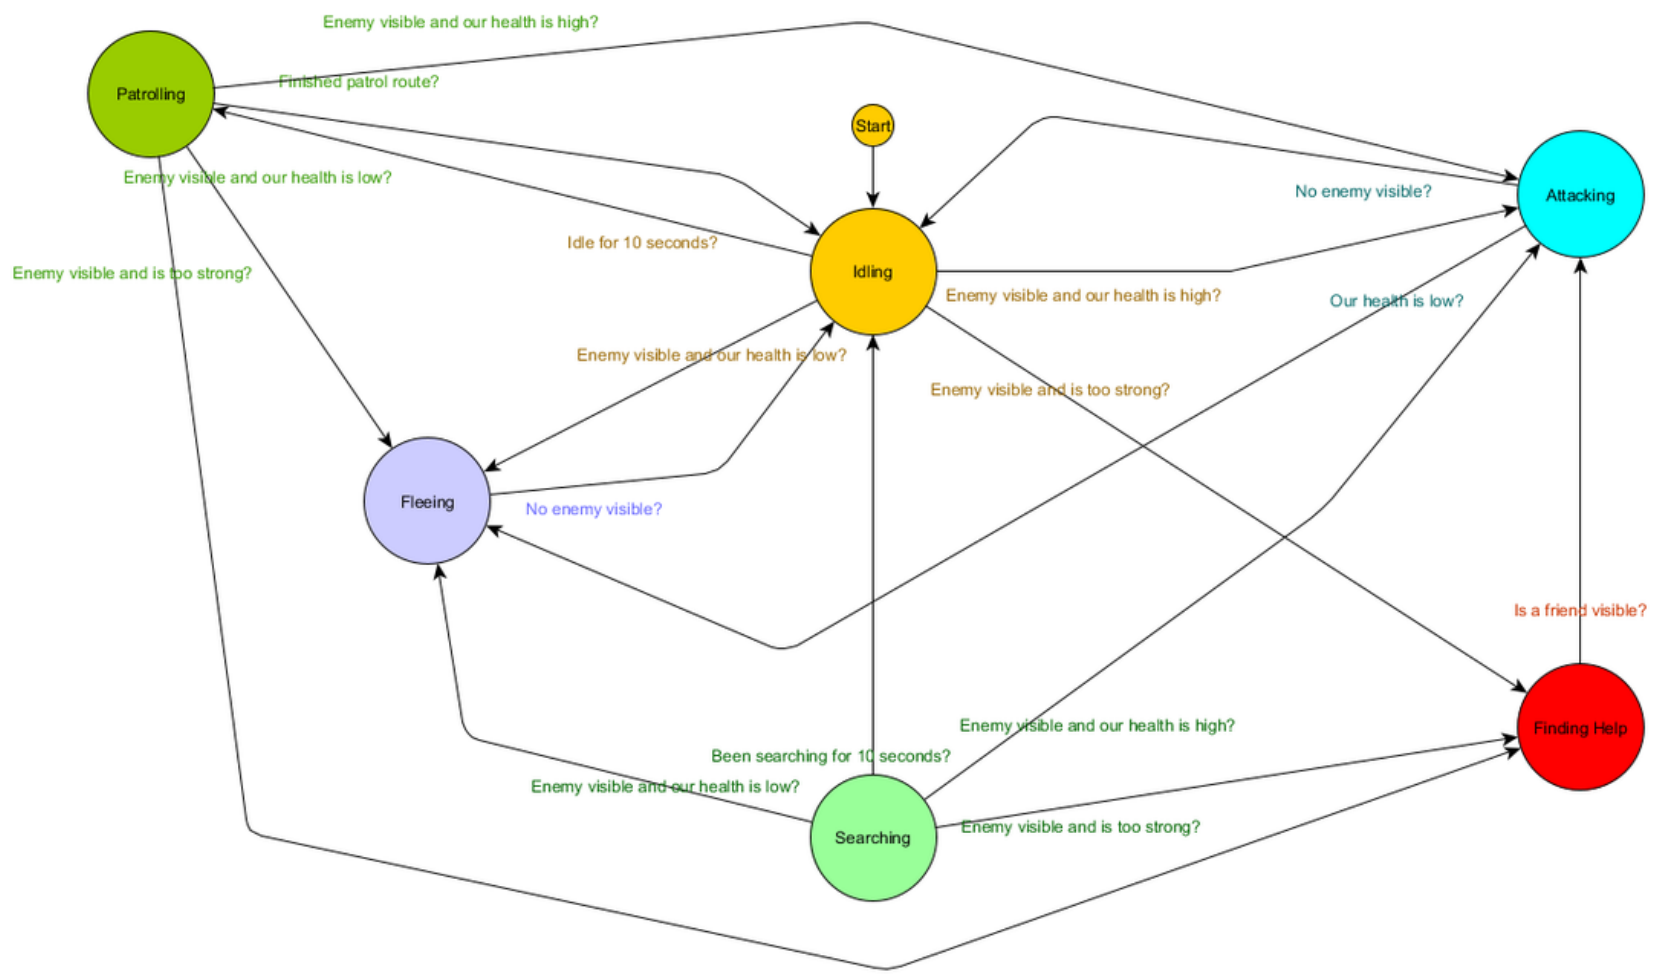 Enemy visible and our health is high?
Finished patrol route?
Patrolling
Start
Enemy visible and our health is low?
No enemy visible?
Attacking
Idle for 10 seconds?
Enemy visible and is too strong?
Idling
Enemy visible and our health is high?
Our health is low?
Enemy visible and our health is low?
Enemy visible and is too strong?
Fleeing
No enemy visible?
Is a friend visible?
Enemy visible and our health is high?
Finding Help
Been searching for 10 seconds?
Enemy visible and our health is low?
Enemy visible and is too strong?
Searching